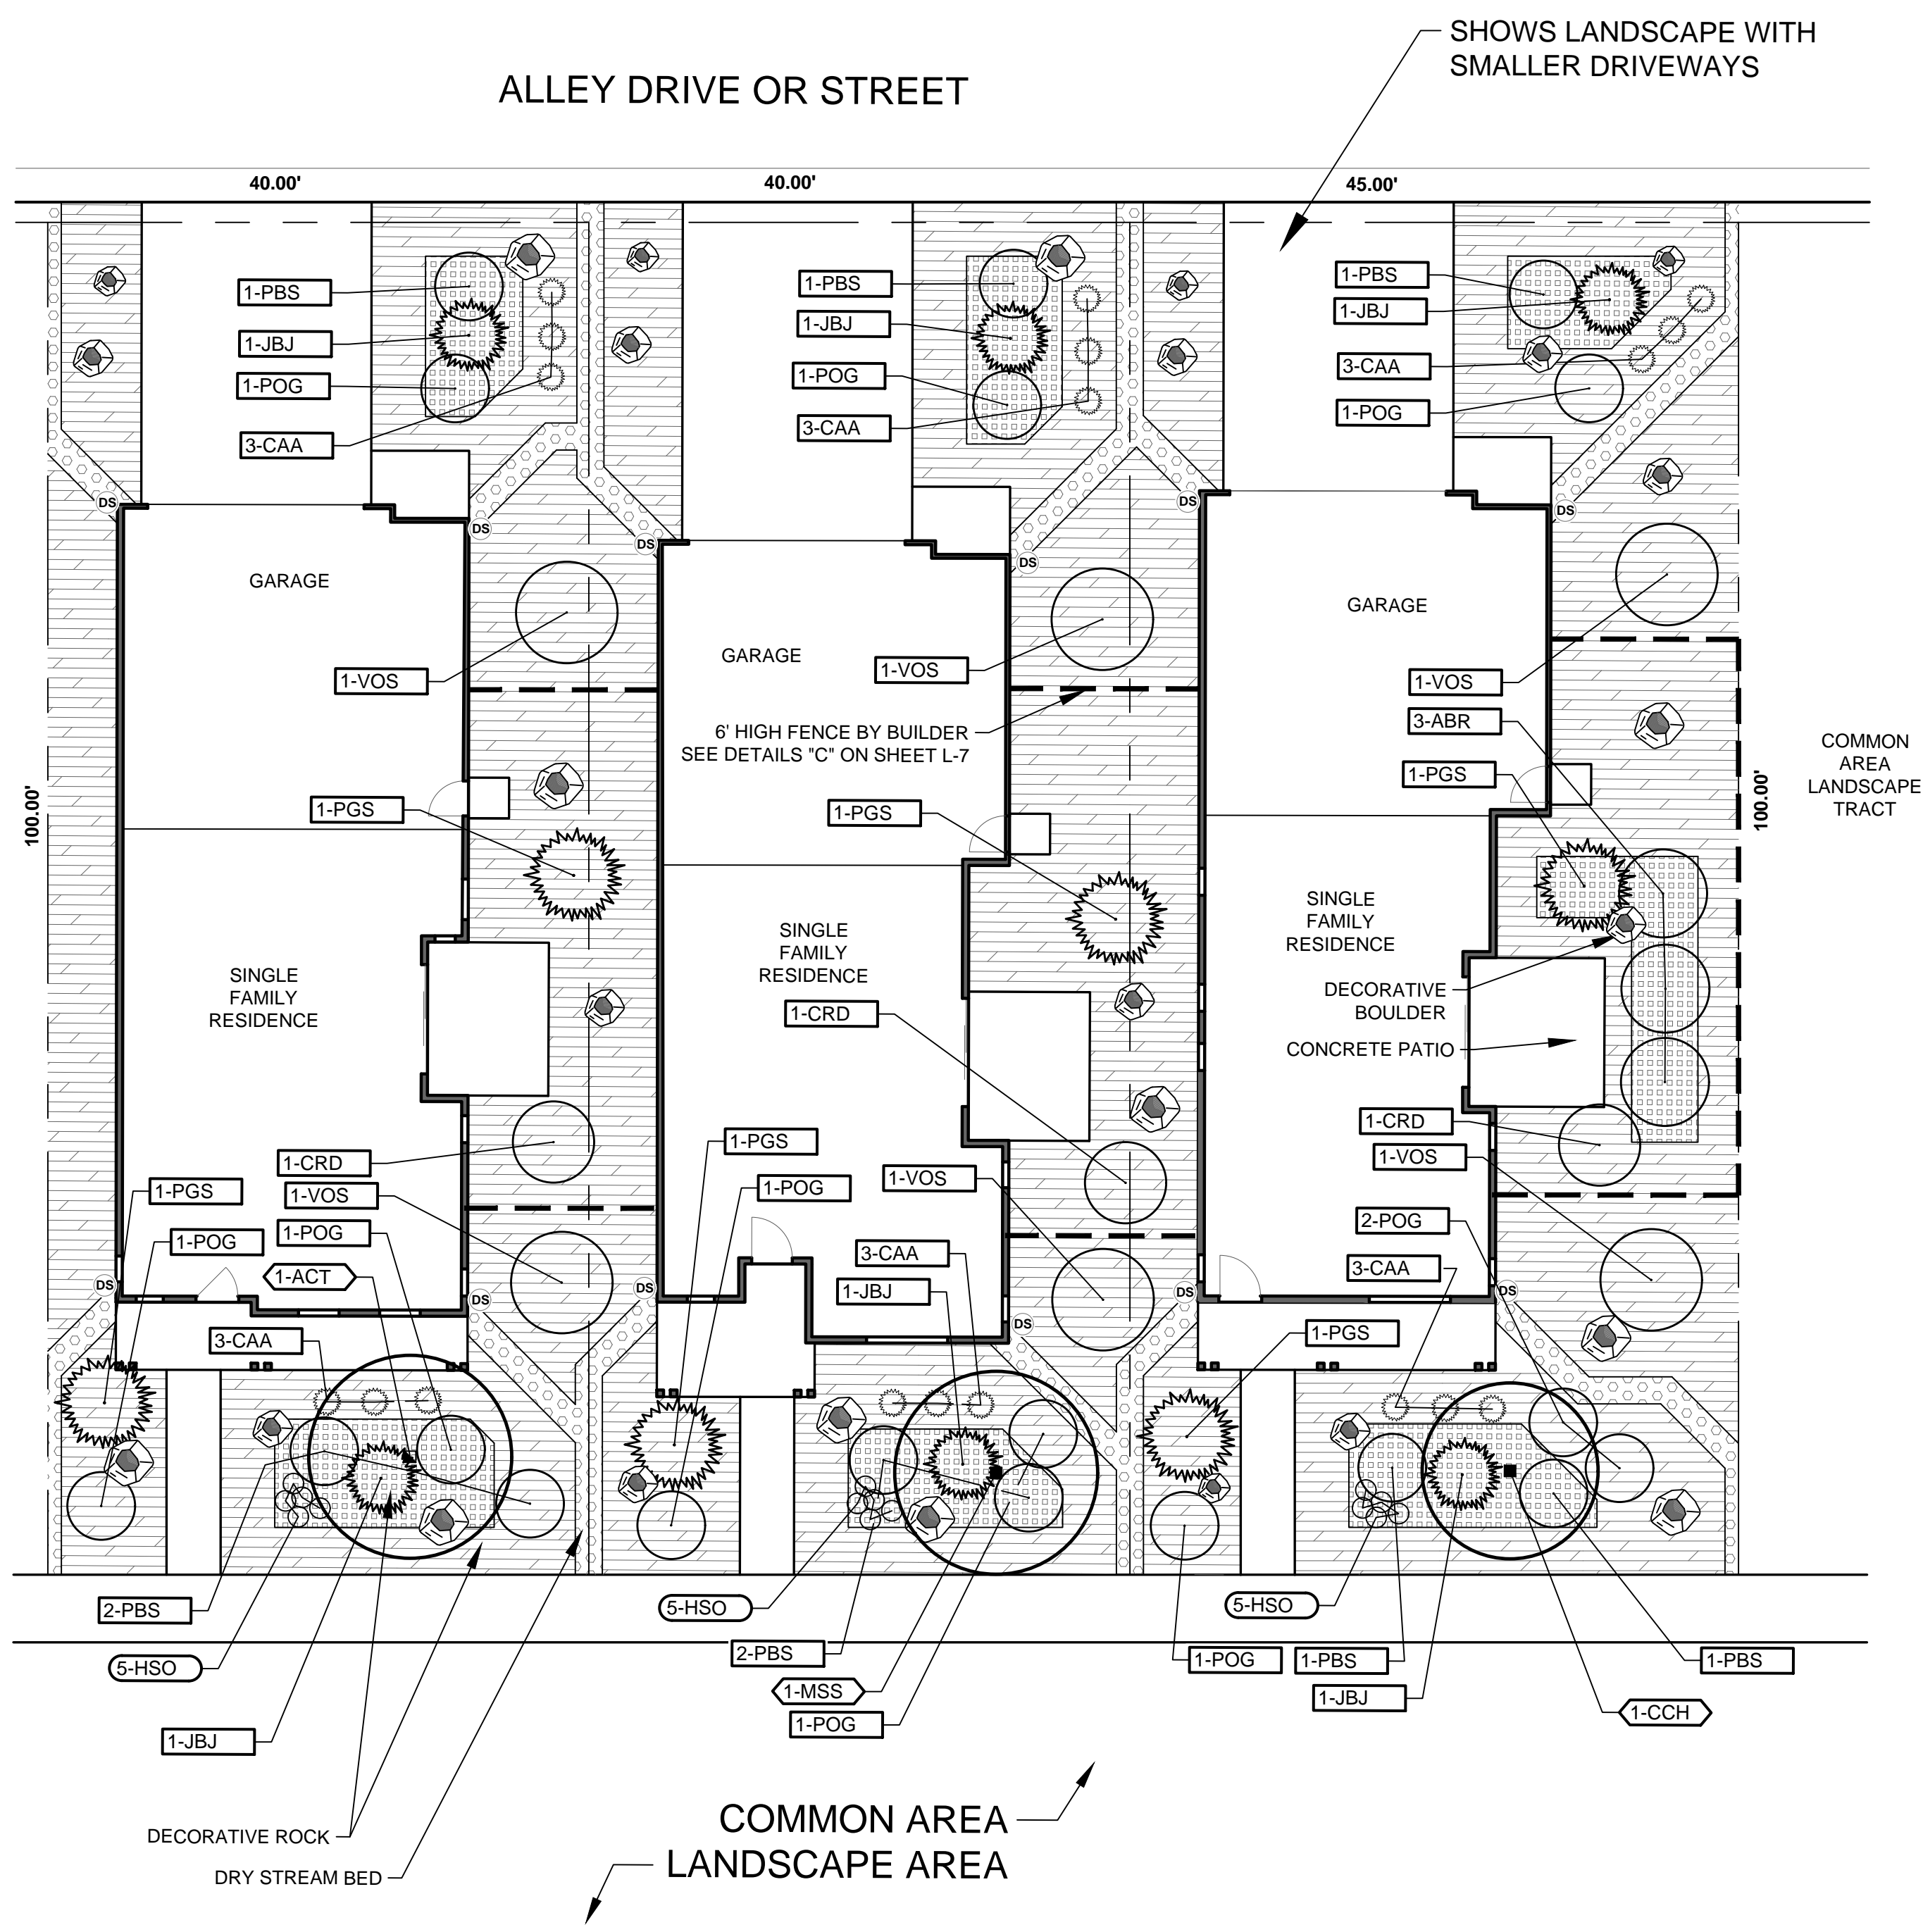 SHOWS LANDSCAPE WITH
SMALLER DRIVEWAYS
ALLEY DRIVE OR STREET
40.00'
40.00'
45.00'
1-PBS
1-JBJ
1-POG
3-CAA
1-PBS
1-JBJ
1-POG
3-CAA
1-PBS
1-JBJ
3-CAA
1-POG
DS
DS
DS
DS
DS
DS
GARAGE
GARAGE
GARAGE
1-VOS
1-VOS
1-VOS
3-ABR
1-PGS
6' HIGH FENCE BY BUILDER
SEE DETAILS "C" ON SHEET L-7
COMMON
AREA
LANDSCAPE
TRACT
100.00'
100.00'
1-PGS
1-PGS
SINGLE
FAMILY
RESIDENCE
SINGLE
FAMILY
RESIDENCE
SINGLE
FAMILY
RESIDENCE
1-CRD
DECORATIVE
BOULDER
CONCRETE PATIO
1-CRD
1-VOS
1-PGS
1-POG
1-POG
1-ACT
3-CAA
1-PGS
1-POG
1-VOS
3-CAA
1-JBJ
1-CRD
1-VOS
2-POG
3-CAA
1-PGS
DS
DS
DS
DS
DS
DS
2-PBS
5-HSO
1-JBJ
5-HSO
2-PBS
1-MSS
1-POG
5-HSO
1-POG
1-PBS
1-JBJ
1-PBS
1-CCH
DECORATIVE ROCK
DRY STREAM BED
COMMON AREA
LANDSCAPE AREA